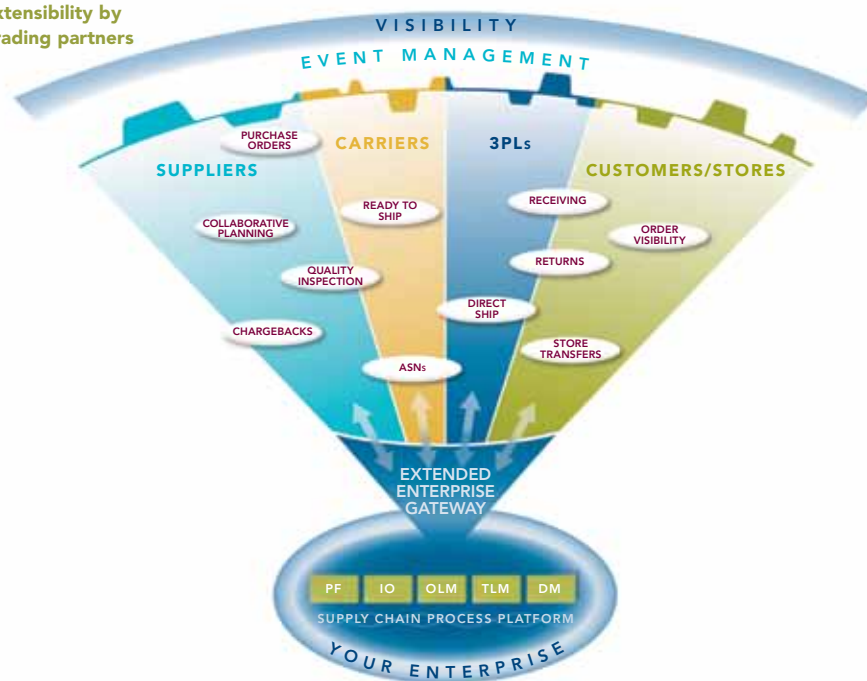 by
partners
VISIBILITY
EVENT MANAGEMENT
PURCHASE
ORDERS
SUPPLIERS
CARRIERS
3PLs
CUSTOMERS/STORES
COLLABORATIVE
PLANNING
READY TO
SHIP
RECEIVING
ORDER
VISIBILITY
QUALITY
INSPECTION
RETURNS
CHARGEBACKS
DIRECT
SHIP
STORE
TRANSFERS
ASNs
EXTENDED
ENTERPRISE
GATEWAY
PF
IO
OLM
TLM
DM
SUPPLY CHAIN PROCESS PLATFORM
YOUR ENTERPRISE